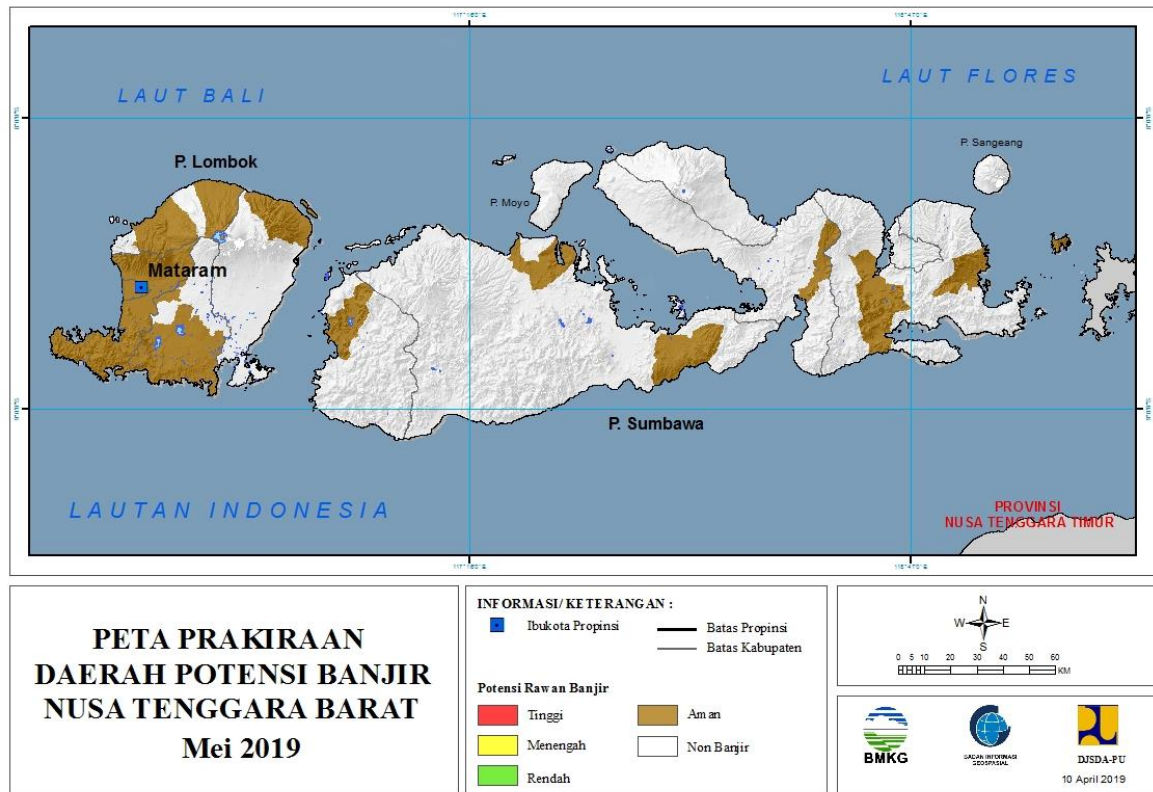 LAUT BALI
LAUT FLORES
P. Lombok
P. Sangeang
P. Moyo
Mataram
P. Sumbawa
LAUTAN INDONESIA
PROVINSI
NUSA TENGGARA TIMUR
PETA PRAKIRAAN
DAERAH POTENSI BANJIR
NUSA TENGGARA BARAT
Mei 2019
INFORMASI/ KETERANGAN :
Ibukota Propinsi
Batas Propinsi
Batas Kabupaten
Potensi Rawan Banjir
Tinggi
Aman
Menengah
Non Banjir
Rendah
N
W E
S
0 5 10 20 30 40 50 60
KM
BMKG
BADAN INFORMASI
GEOSPASIAL
DJSDA-PU
10 April 2019